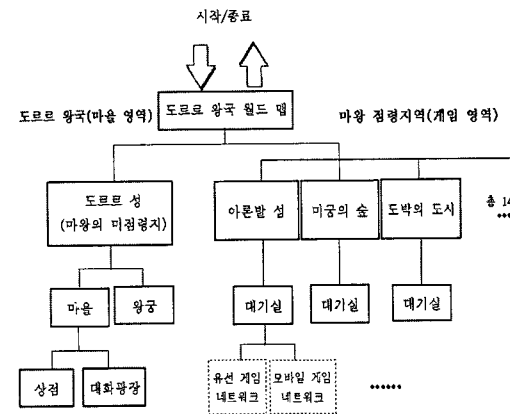 시작/종료
도르르 왕국(마을 영역)
도르르 왕국 월드 맵
마왕 점령지역(게임 영역)
도르르 성
(마왕의 미점령지)
아론발 섬
미궁의 숲
도박의 도시
총 14
마을
왕궁
대기실
대기실
대기실
상점
대화광장
유선 게임
네트워크
모바일 게임
네트워크